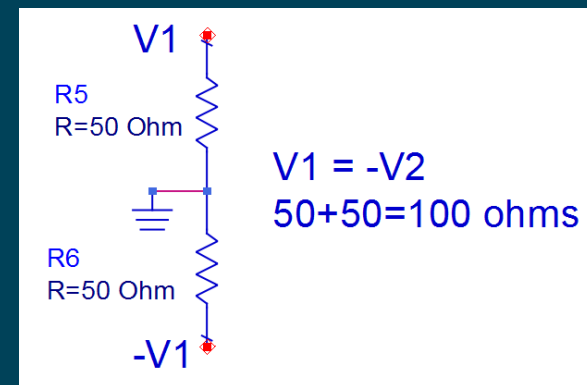 V1
R5
R=50 Ohm
V1 = -V2
50+50=100 ohms
R6
R=50 Ohm
-V1